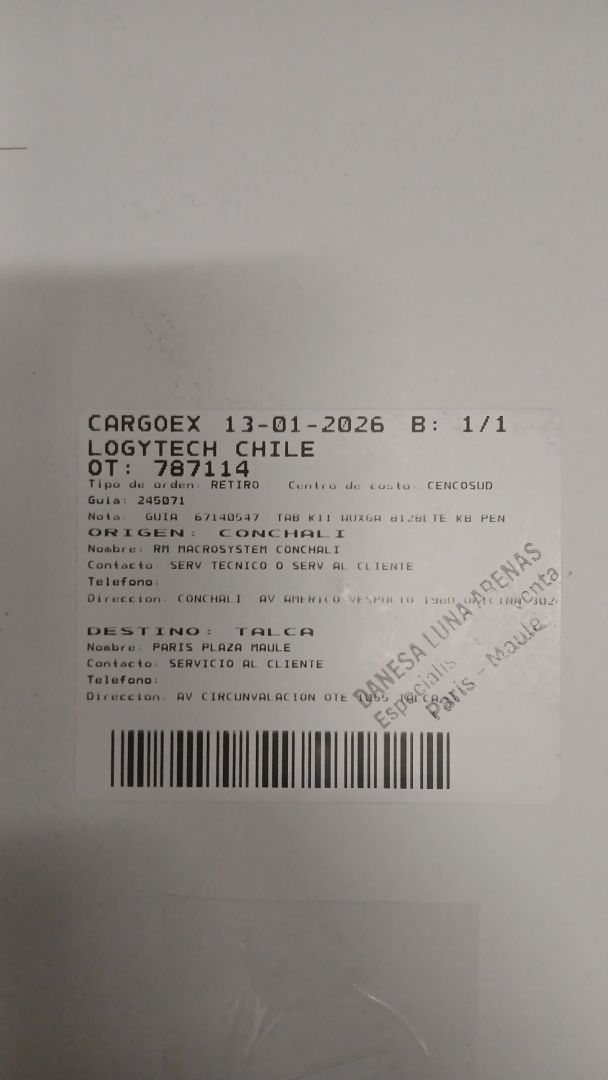 CARGOEX 13-01-2026 B: 1/1
LOGYTECH CHILE
OT: 787114
Tipo de orden: RETIRO Centro de costo: CENCOSUD
Guia: 245071
Nota: GUIA 67140547 TAB K11 WUXGA 8128LTE KB PEN
ORIGEN: CONCHALI
Nombre: RM MACROSYSTEM CONCHALI
Contacto: SERV TECNICO O SERV AL CLIENTE
Telefono:
Direccion: CONCHALI AV AMERICO VESPUCIO 1980 OFICINA
DESTINO: TALCA
Nombre: PARIS PLAZA MAULE
Contacto: SERVICIO AL CLIENTE
Telefono:
Direccion: AV CIRCUNVALACION OTE 1055 TALCA
DANESA LUNA ARENAS
Paris - Maule